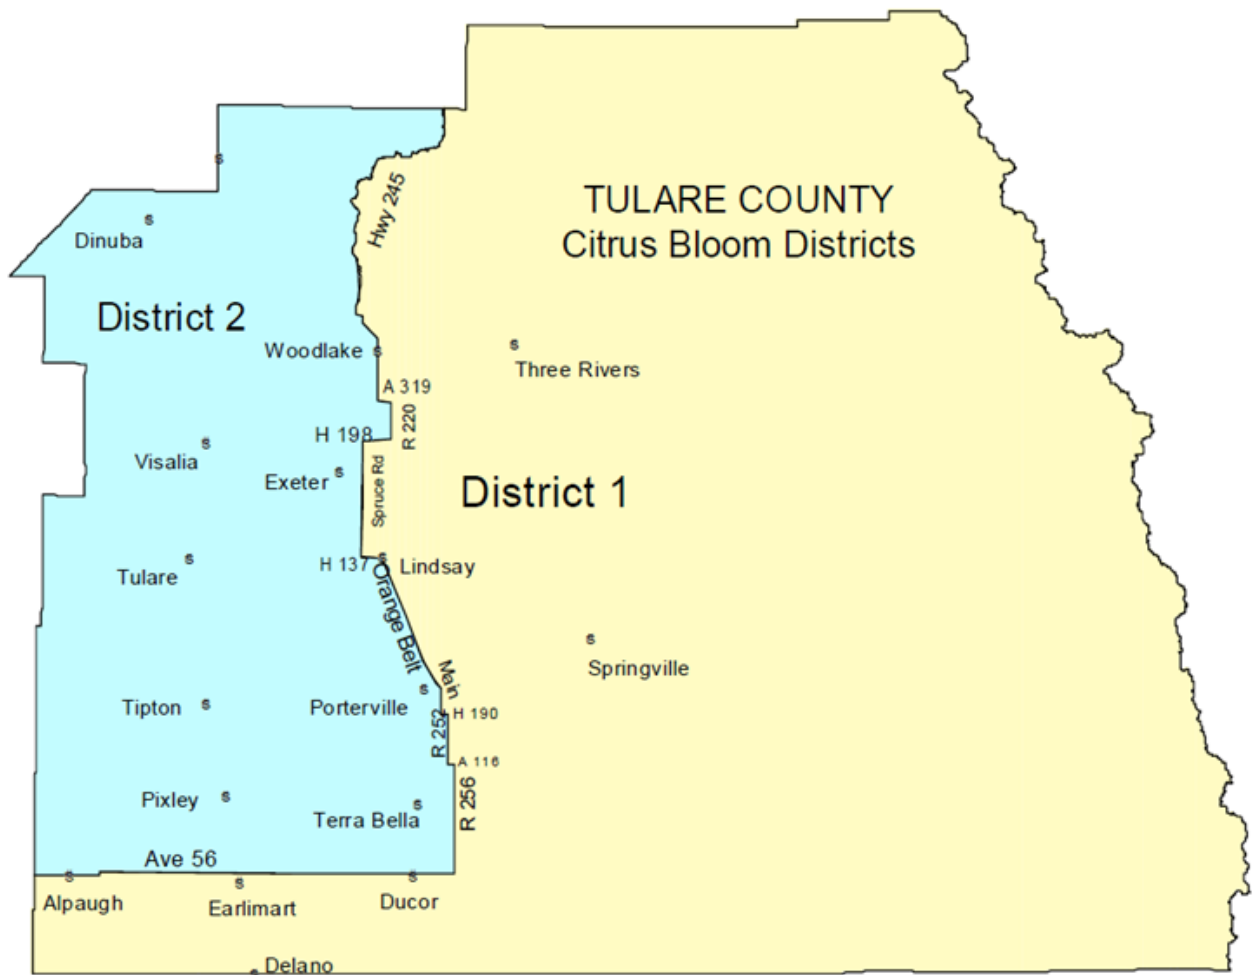 TULARE COUNTY
Citrus Bloom Districts
Hwy 245
Dinuba
District 2
Woodlake
Three Rivers
A 319
R 220
H 198
Visalia
Exeter
Spruce Rd
District 1
H 137
Lindsay
Tulare
Orange Belt
Main
Springville
Tipton
Porterville
H 190
R 252
A 116
Pixley
R 256
Terra Bella
Ave 56
Alpaugh
Earlimart
Ducor
Delano